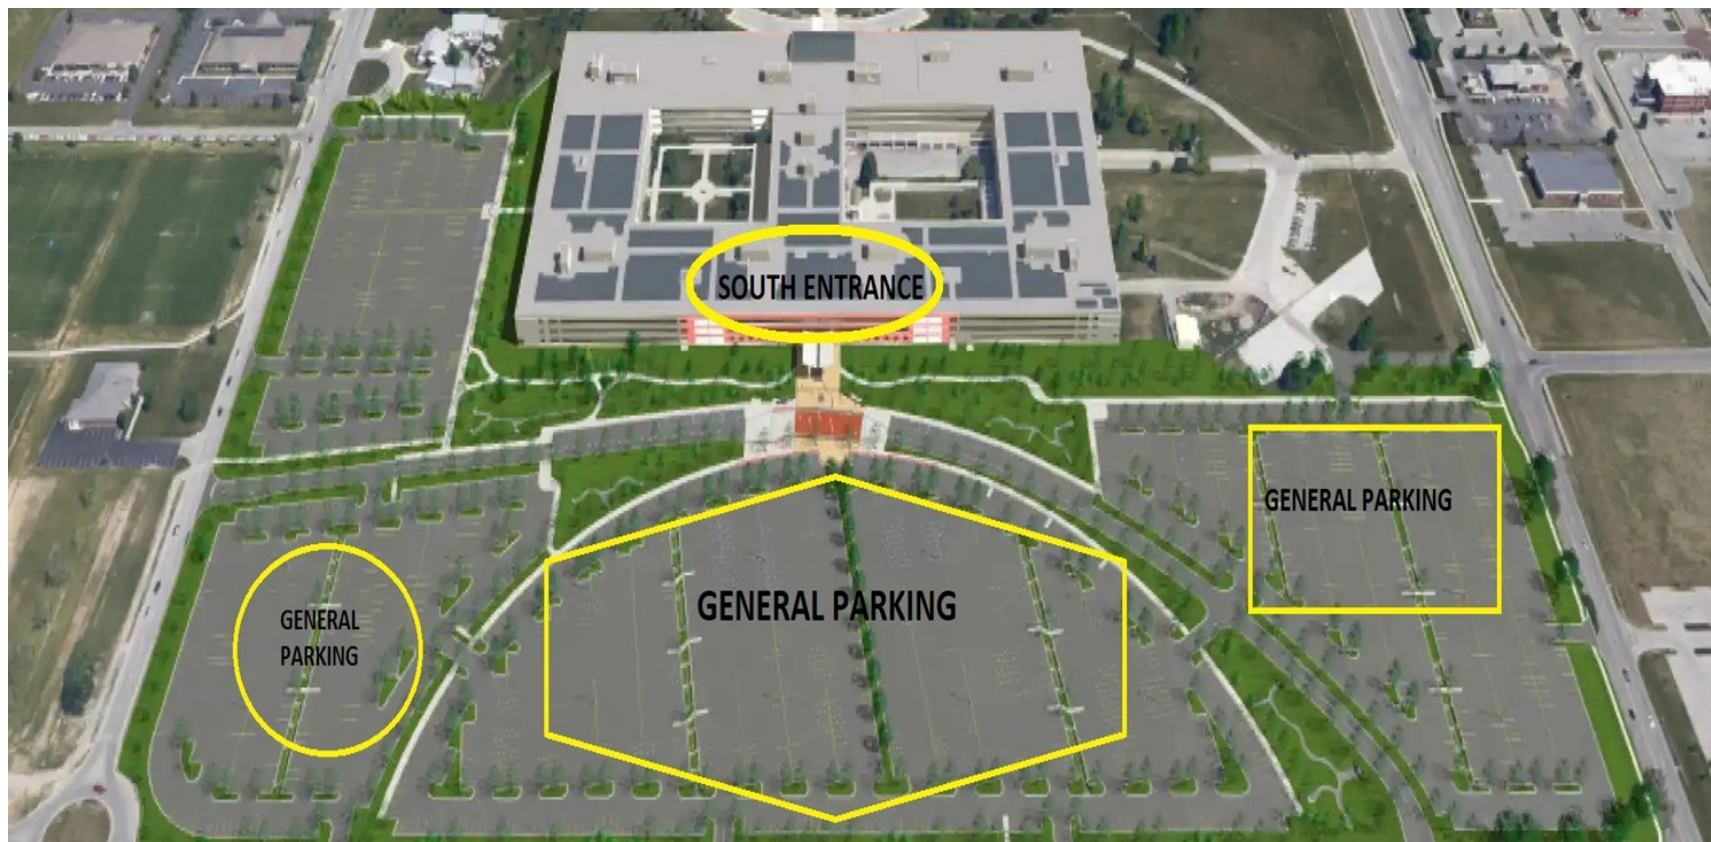 SOUTH ENTRANCE
GENERAL PARKING
GENERAL PARKING
GENERAL
PARKING